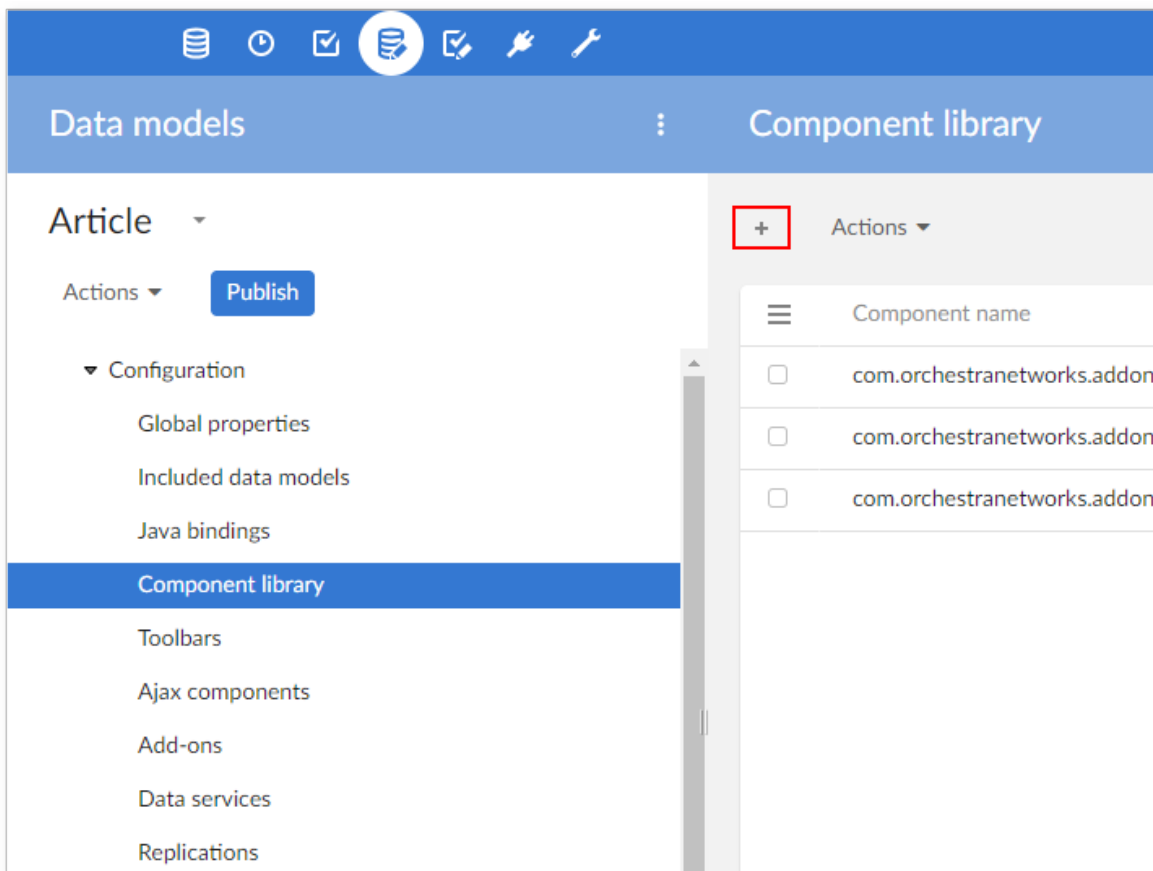 Data models
Component library
Article
Actions
Publish
Configuration
Global properties
Included data models
Java bindings
Component library
Toolbars
Ajax components
Add-ons
Data services
Replications
+
Actions
Component name
com.orchestranetworks.addon
com.orchestranetworks.addon
com.orchestranetworks.addon